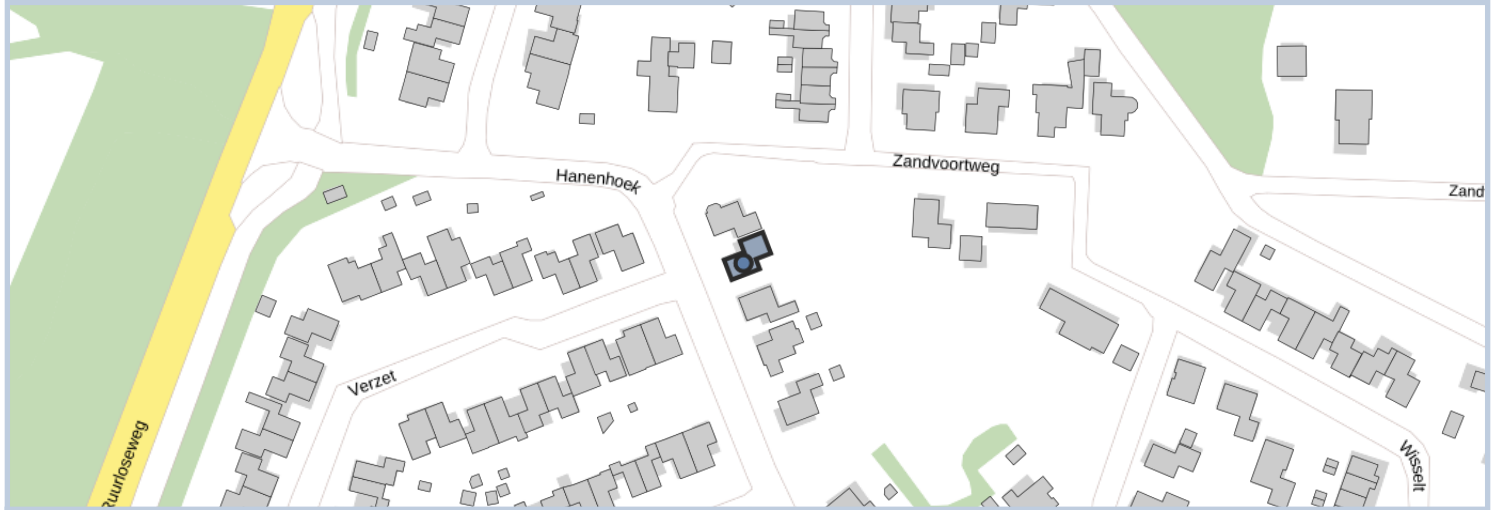 Hanenhoek
Zandvoortweg
Zand
Verzet
Ruurloseweg
Wisselt